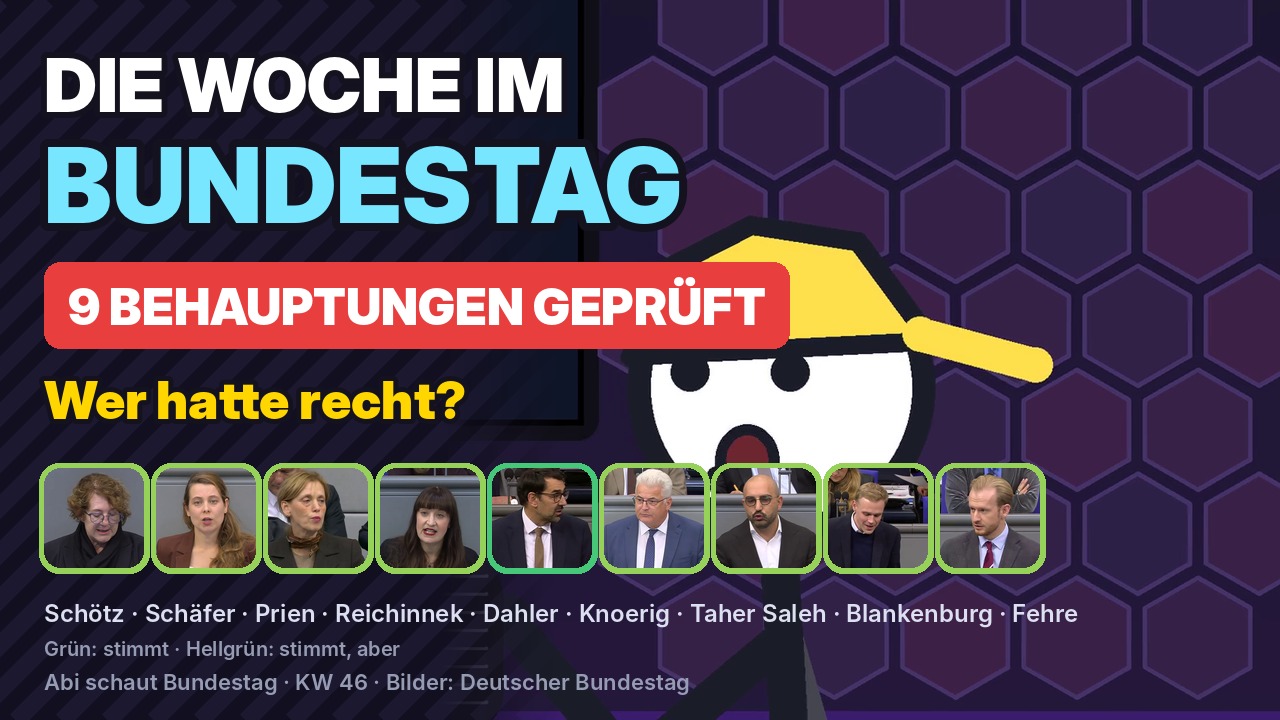 DIE WOCHE IM
BUNDESTAG
9 BEHAUPTUNGEN GEPRÜFT
Wer hatte recht?
Schötz · Schäfer · Prien · Reichinnek · Dahler · Knoerig · Taher Saleh · Blankenburg · Fehre
Grün: stimmt · Hellgrün: stimmt, aber
Abi schaut Bundestag · KW 46 · Bilder: Deutscher Bundestag